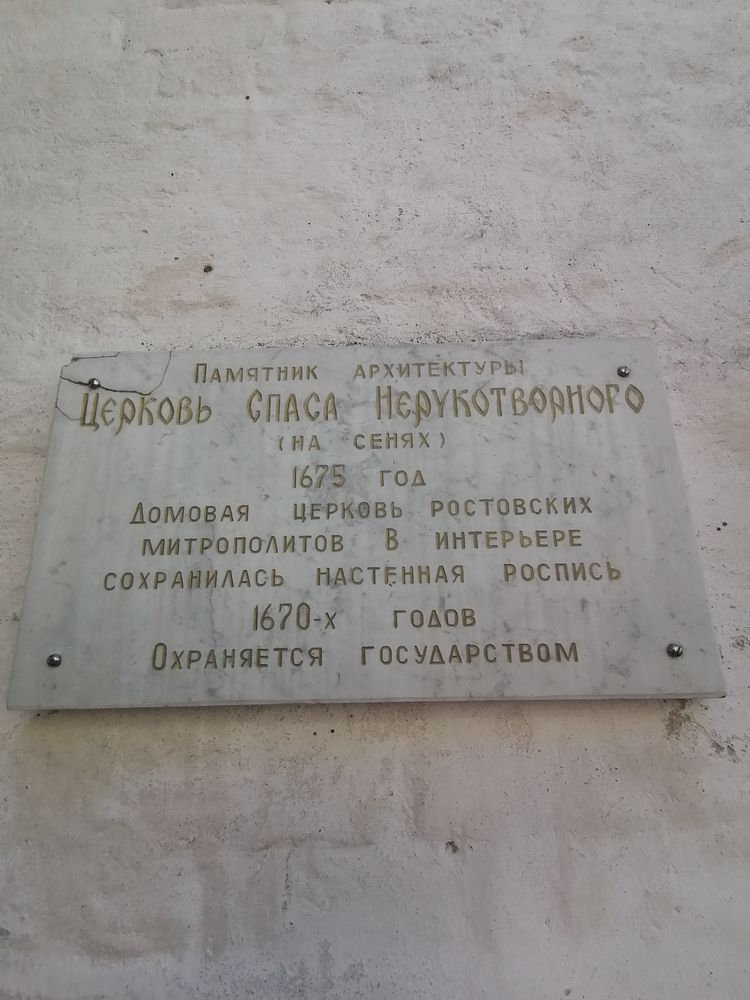 Памятник архитектуры
Церковь Спаса Нерукотворного
(на сенях)
1675 год
Домовая церковь ростовских
митрополитов в интерьере
сохранилась настенная роспись
1670-х годов
Охраняется государством